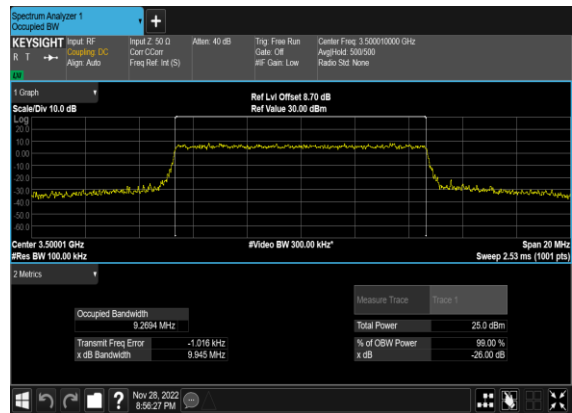 Spectrum Analyzer 1
Occupied BW
KEYSIGHT Input: RF Input Z: 50 Ω Atten: 40 dB Trig: Free Run Center Freq: 3.500010000 GHz
R T Coupling: DC Corr CCorr Gate: Off Avg|Hold: 500/500
Align: Auto Freq Ref: Int (S) #IF Gain: Low Radio Std: None
1 Graph Ref Lvl Offset 8.70 dB
Scale/Div 10.0 dB Ref Value 30.00 dBm
Log
20.0
10.0
0.00
-10.0
-20.0
-30.0
-40.0
-50.0
-60.0
Center 3.50001 GHz #Video BW 300.00 kHz* Span 20 MHz
#Res BW 100.00 kHz Sweep 2.53 ms (1001 pts)
2 Metrics
Measure Trace Trace 1
Occupied Bandwidth
9.2694 MHz Total Power 25.0 dBm
Transmit Freq Error -1.016 kHz % of OBW Power 99.00 %
x dB Bandwidth 9.945 MHz x dB -26.00 dB
Nov 28, 2022
8:56:27 PM